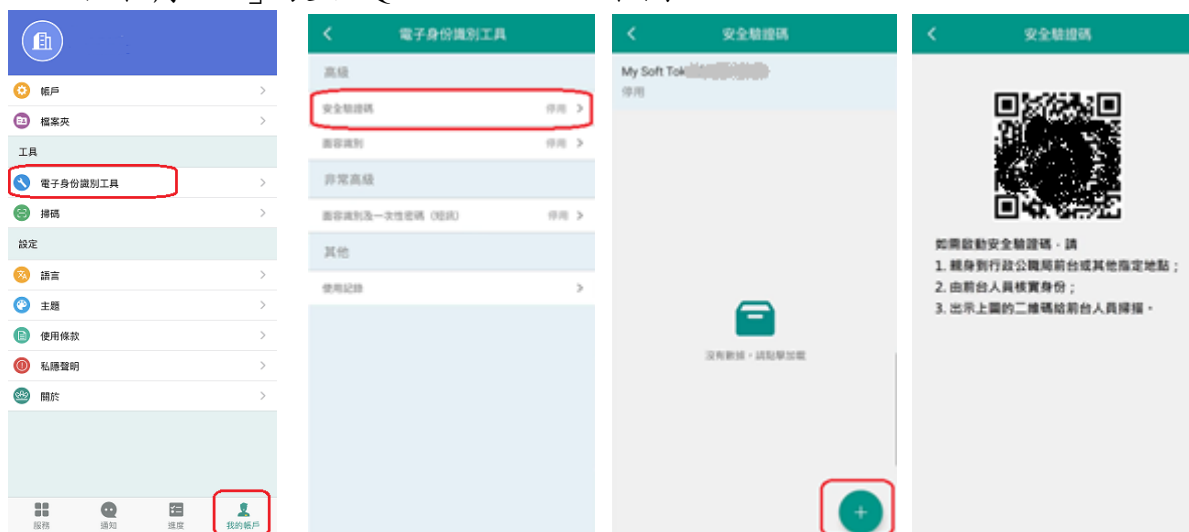 帳戶
檔案夾
工具
電子身份識別工具
掃碼
設定
語言
主題
使用條款
私隱聲明
關於
服務
通知
進度
我的帳戶
電子身份識別工具
高級
安全驗證碼
停用
面容識別
停用
非常高級
面容識別及一次性密碼（短訊）
停用
其他
使用記錄
安全驗證碼
My Soft Tok
停用
沒有數據，請點擊加載
安全驗證碼
如需啟動安全驗證碼，請
1. 親身到行政公職局前台或其他指定地點；
2. 由前台人員核實身份；
3. 出示上圖的二維碼給前台人員掃描。